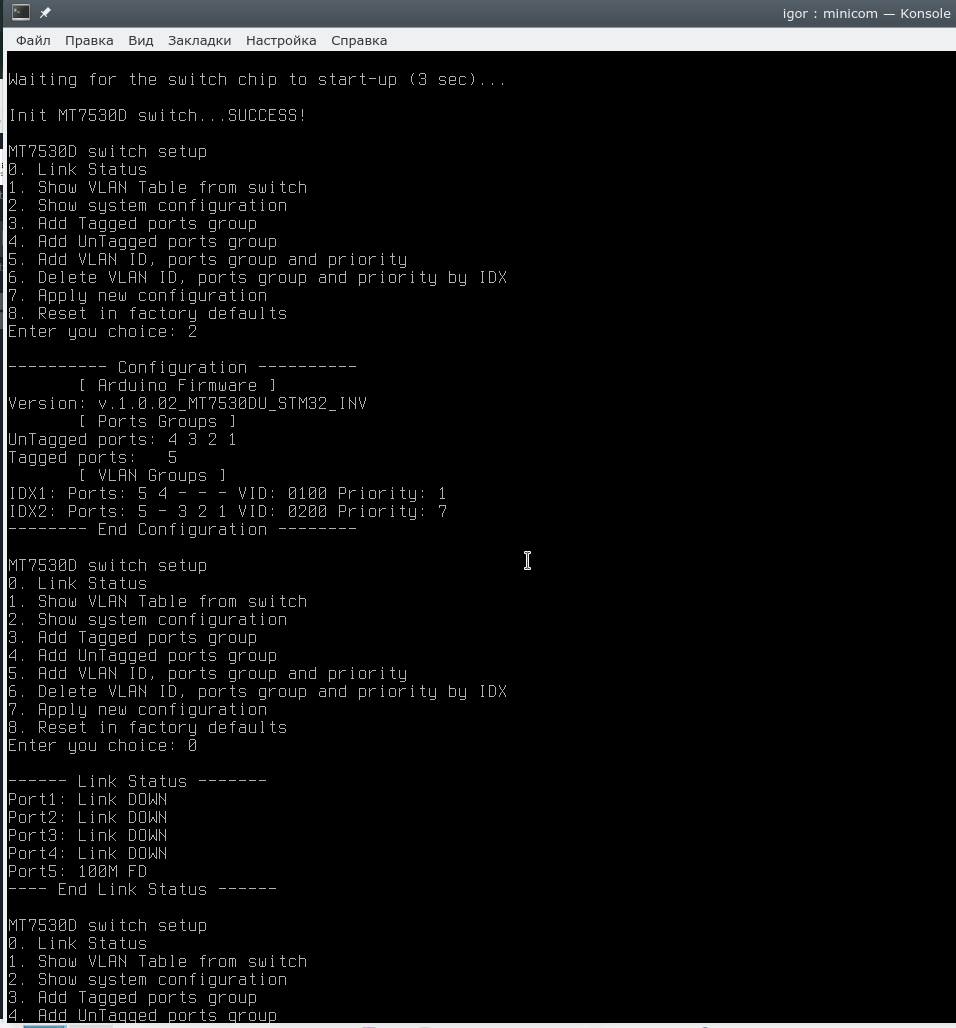 igor : minicom — Konsole
Файл Правка Вид Закладки Настройка Справка
Waiting for the switch chip to start-up (3 sec)...
Init MT7530D switch...SUCCESS!
MT7530D switch setup
0. Link Status
1. Show VLAN Table from switch
2. Show system configuration
3. Add Tagged ports group
4. Add UnTagged ports group
5. Add VLAN ID, ports group and priority
6. Delete VLAN ID, ports group and priority by IDX
7. Apply new configuration
8. Reset in factory defaults
Enter you choice: 2
---------- Configuration ----------
[ Arduino Firmware ]
Version: v.1.0.02_MT7530DU_STM32_INV
[ Ports Groups ]
UnTagged ports: 4 3 2 1
Tagged ports:   5
[ VLAN Groups ]
IDX1: Ports: 5 4 - - - VID: 0100 Priority: 1
IDX2: Ports: 5 - 3 2 1 VID: 0200 Priority: 7
-------- End Configuration --------
MT7530D switch setup
0. Link Status
1. Show VLAN Table from switch
2. Show system configuration
3. Add Tagged ports group
4. Add UnTagged ports group
5. Add VLAN ID, ports group and priority
6. Delete VLAN ID, ports group and priority by IDX
7. Apply new configuration
8. Reset in factory defaults
Enter you choice: 0
------ Link Status -------
Port1: Link DOWN
Port2: Link DOWN
Port3: Link DOWN
Port4: Link DOWN
Port5: 100M FD
---- End Link Status ------
MT7530D switch setup
0. Link Status
1. Show VLAN Table from switch
2. Show system configuration
3. Add Tagged ports group
4. Add UnTagged ports group